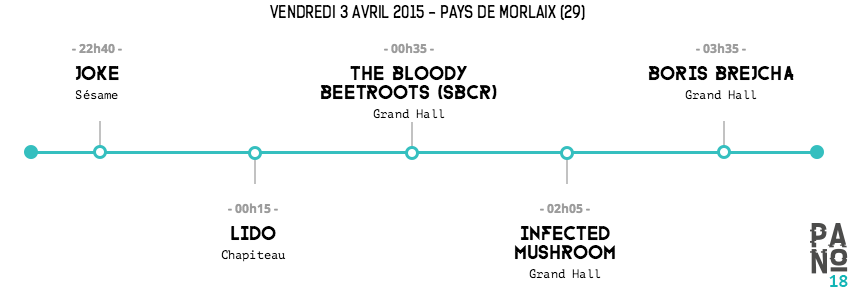 VENDREDI 3 AVRIL 2015 - PAYS DE MORLAIX (29)
- 22h40 -
JOKE
Sésame
- 00h15 -
LIDO
Chapiteau
- 00h35 -
THE BLOODY
BEETROOTS (SBCR)
Grand Hall
- 02h05 -
INFECTED
MUSHROOM
Grand Hall
- 03h35 -
BORIS BREJCHA
Grand Hall
PA
No
18